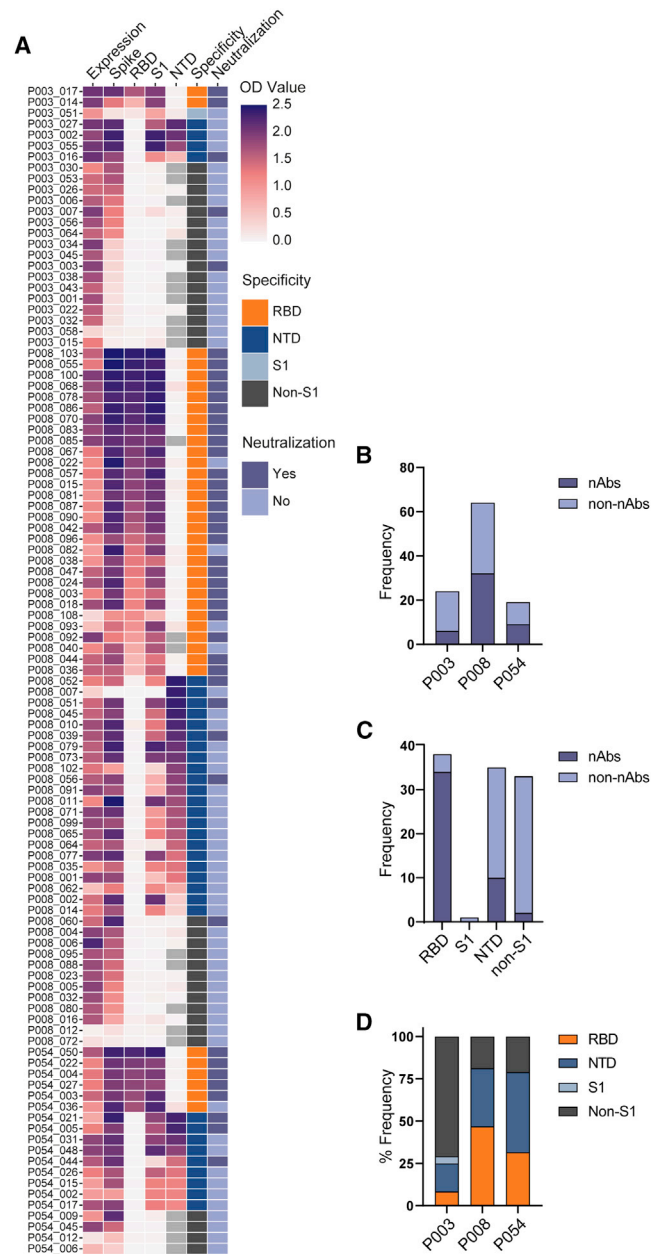 A
Expression
Spike
RBD
S1
NTD
Specificity
Neutralization
P003_017
P003_014
P003_051
P003_027
P003_002
P003_055
P003_016
P003_030
P003_053
P003_026
P003_006
P003_007
P003_056
P003_064
P003_034
P003_045
P003_003
P003_038
P003_043
P003_001
P003_022
P003_032
P003_058
P003_015
P008_103
P008_055
P008_100
P008_068
P008_078
P008_086
P008_070
P008_083
P008_085
P008_067
P008_022
P008_057
P008_015
P008_081
P008_087
P008_090
P008_042
P008_096
P008_082
P008_038
P008_047
P008_024
P008_003
P008_018
P008_108
P008_093
P008_092
P008_040
P008_044
P008_036
P008_052
P008_007
P008_051
P008_045
P008_010
P008_039
P008_079
P008_073
P008_102
P008_056
P008_091
P008_011
P008_071
P008_099
P008_065
P008_064
P008_077
P008_035
P008_001
P008_062
P008_002
P008_014
P008_060
P008_004
P008_006
P008_095
P008_088
P008_023
P008_005
P008_032
P008_080
P008_016
P008_012
P008_072
P054_050
P054_022
P054_004
P054_027
P054_003
P054_036
P054_021
P054_005
P054_031
P054_048
P054_044
P054_026
P054_015
P054_002
P054_017
P054_009
P054_045
P054_012
P054_006
OD Value
2.5
2.0
1.5
1.0
0.5
0.0
Specificity
RBD
NTD
S1
Non-S1
Neutralization
Yes
No
B
Frequency
80
60
40
20
0
P003
P008
P054
nAbs
non-nAbs
C
Frequency
40
30
20
10
0
RBD
S1
NTD
non-S1
nAbs
non-nAbs
D
% Frequency
100
75
50
25
0
P003
P008
P054
RBD
NTD
S1
Non-S1